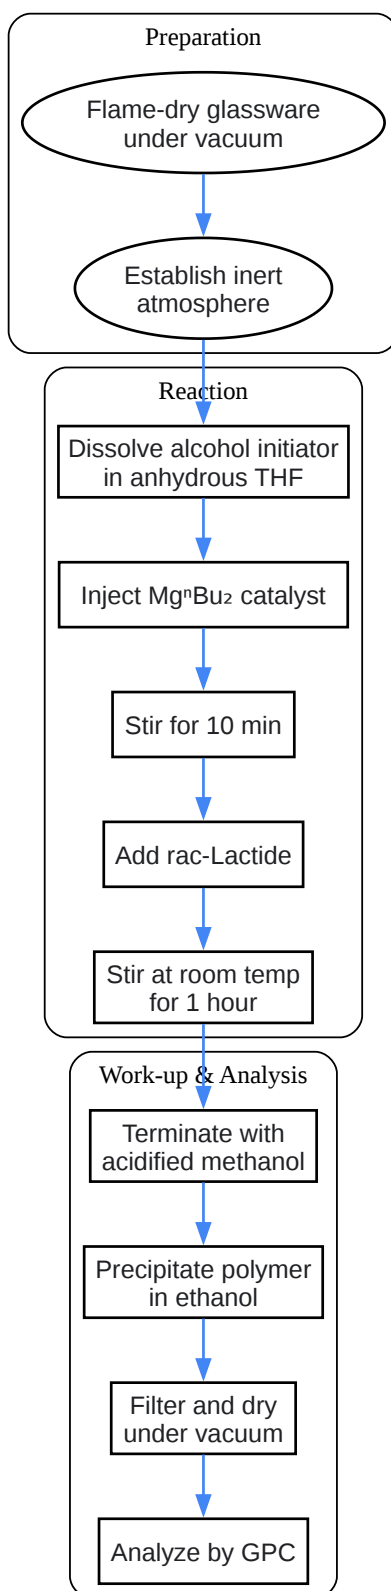 Preparation
Flame-dry glassware
under vacuum
Establish inert
atmosphere
Reaction
Dissolve alcohol initiator
in anhydrous THF
Inject MgⁿBu₂ catalyst
Stir for 10 min
Add rac-Lactide
Stir at room temp
for 1 hour
Work-up & Analysis
Terminate with
acidified methanol
Precipitate polymer
in ethanol
Filter and dry
under vacuum
Analyze by GPC